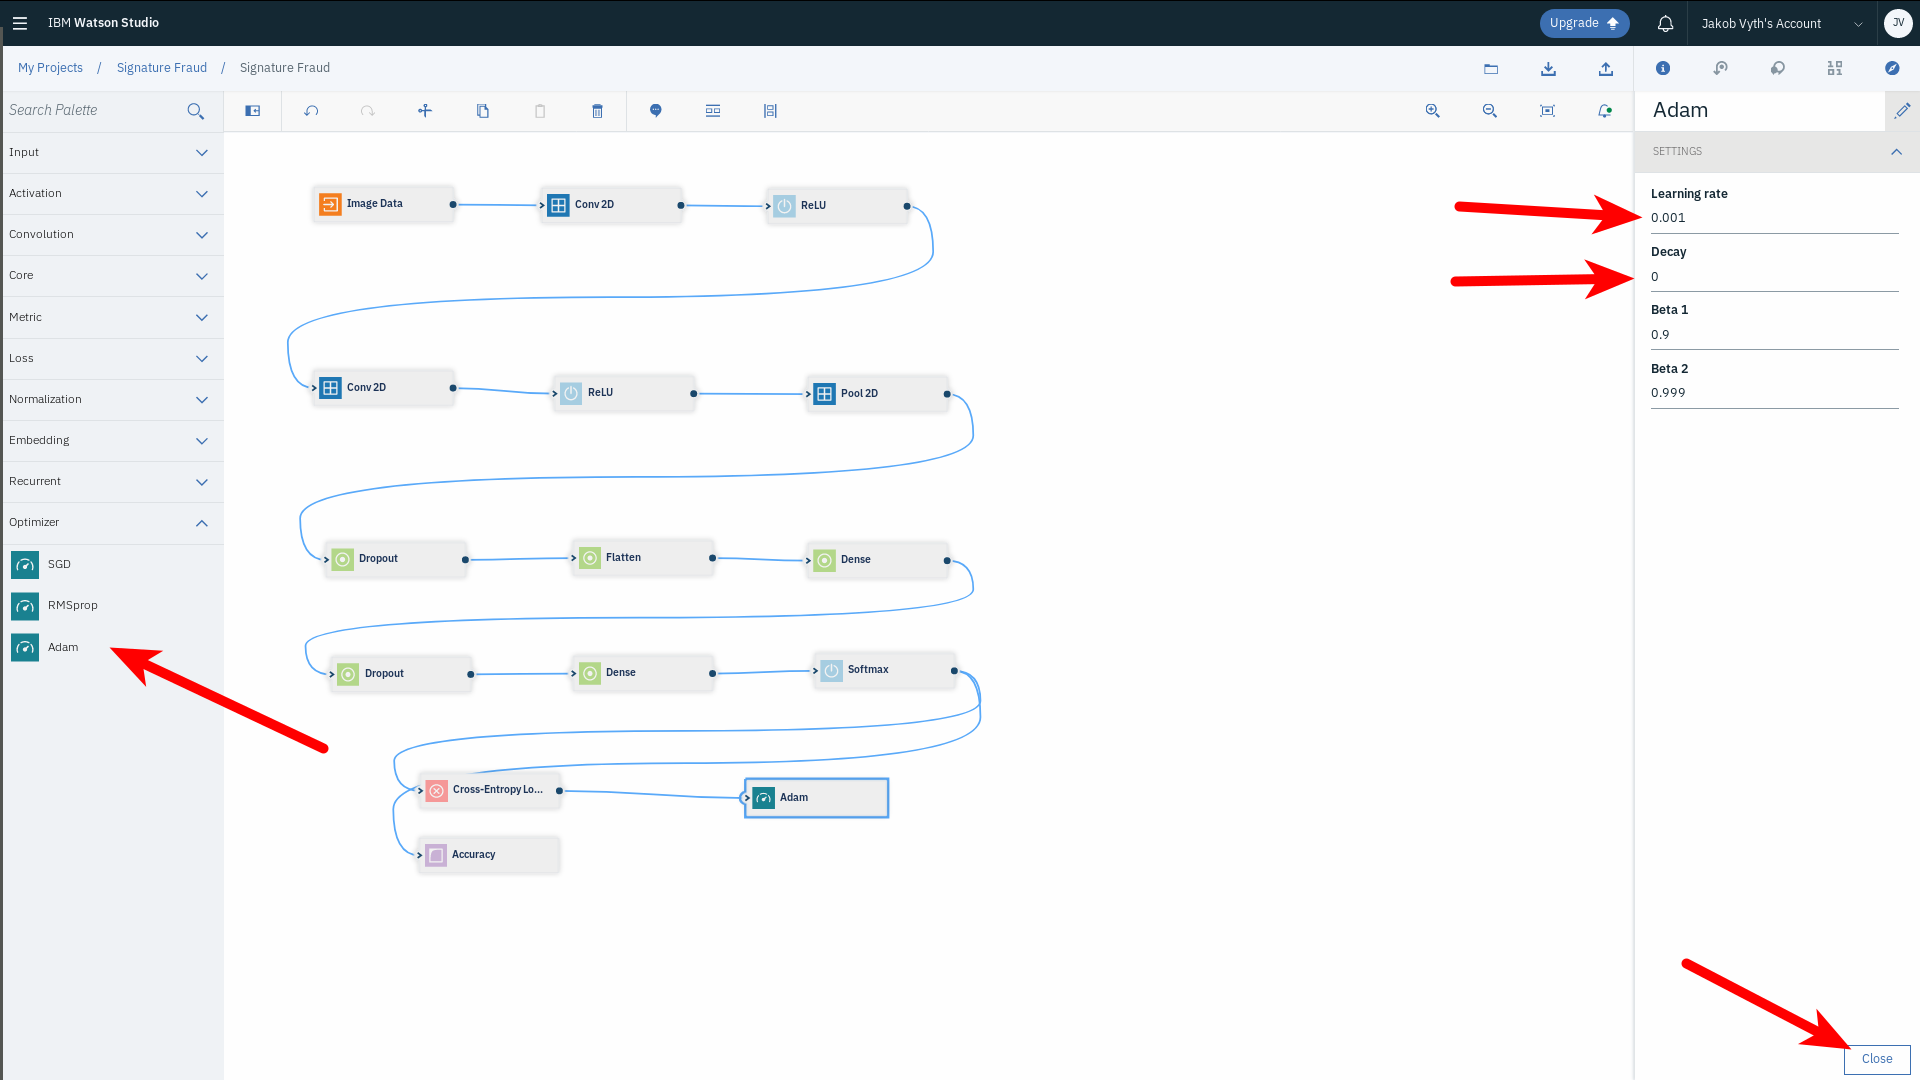 IBM Watson Studio
Upgrade
Jakob Vyth's Account
JV
My Projects / Signature Fraud / Signature Fraud
Search Palette
Input
Activation
Convolution
Core
Metric
Loss
Normalization
Embedding
Recurrent
Optimizer
SGD
RMSprop
Adam
Image Data
Conv 2D
ReLU
Conv 2D
ReLU
Pool 2D
Dropout
Flatten
Dense
Dropout
Dense
Softmax
Cross-Entropy Lo...
Adam
Accuracy
Adam
SETTINGS
Learning rate
0.001
Decay
0
Beta 1
0.9
Beta 2
0.999
Close